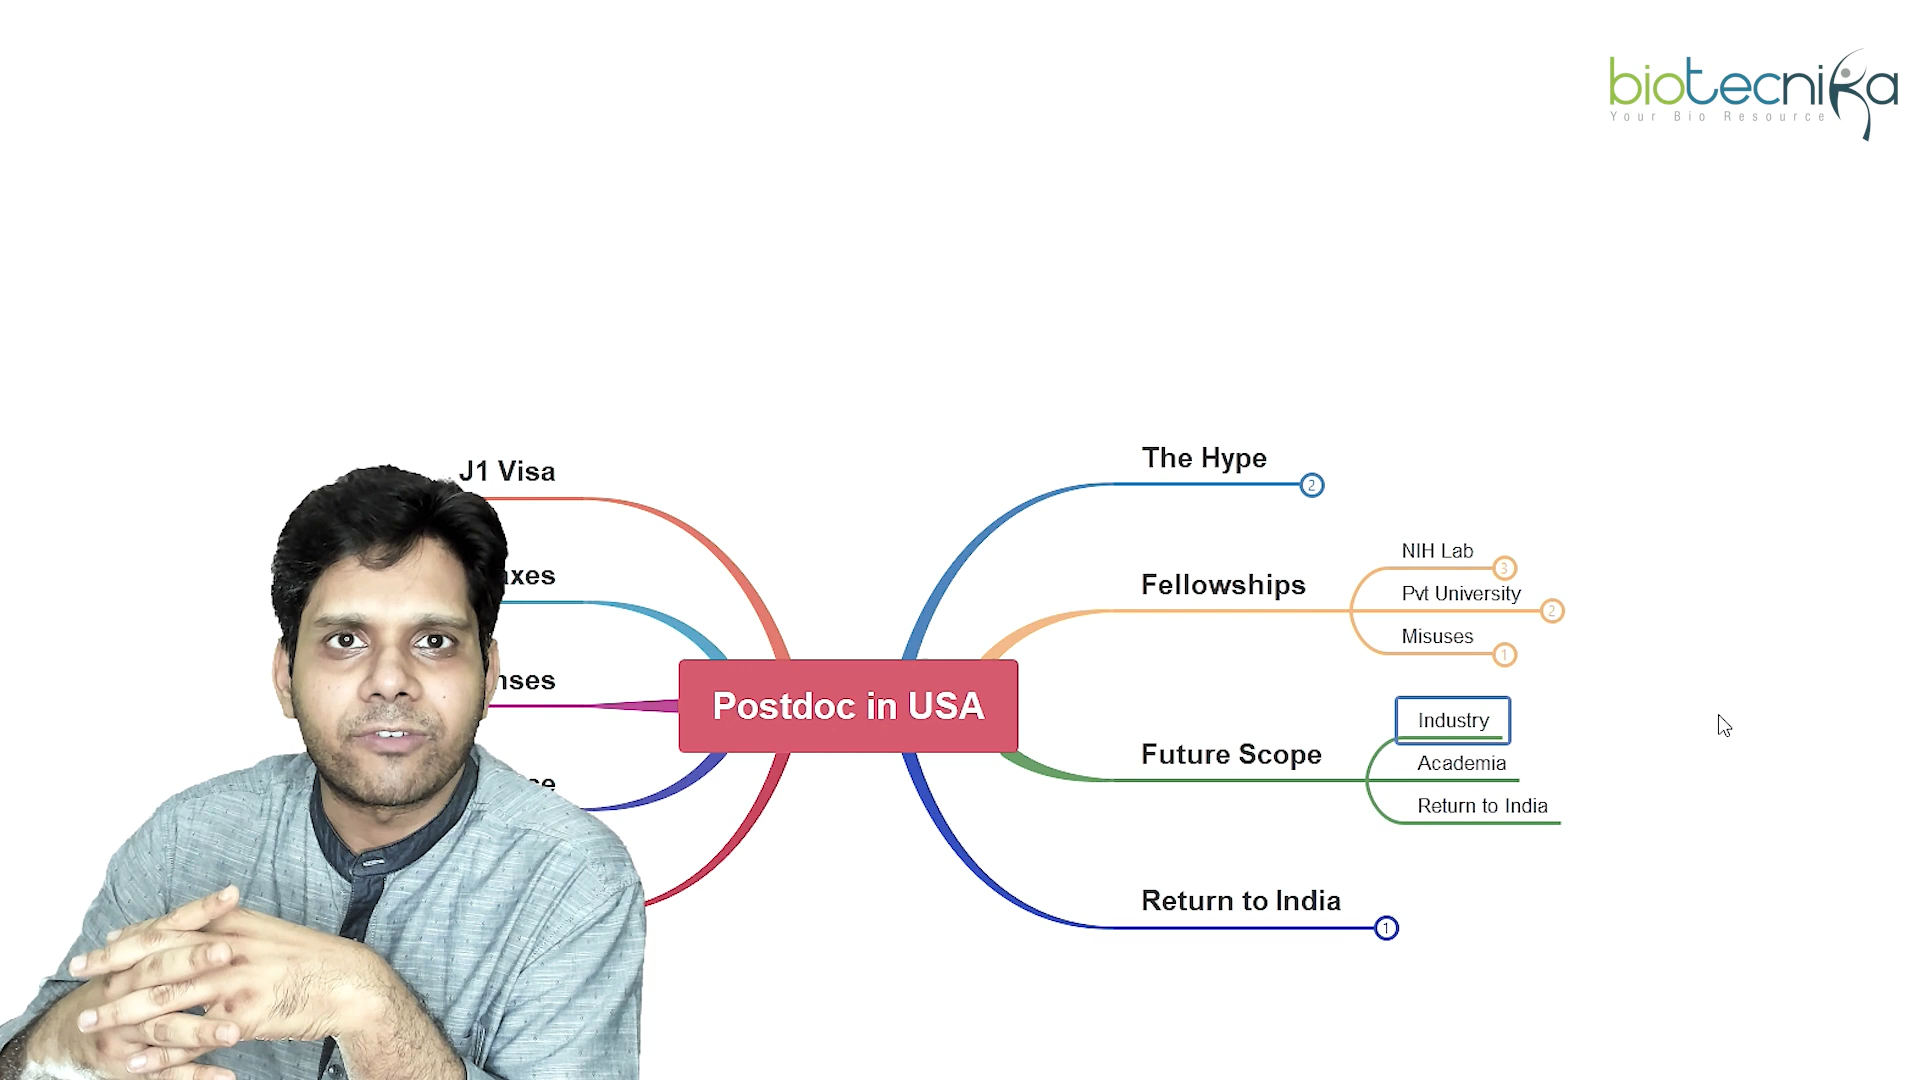 biotecnika
Your Bio Resource
J1 Visa
The Hype
2
NIH Lab
3
Fellowships
Pvt University
2
Misuses
1
Postdoc in USA
Industry
Future Scope
Academia
Return to India
Return to India
1